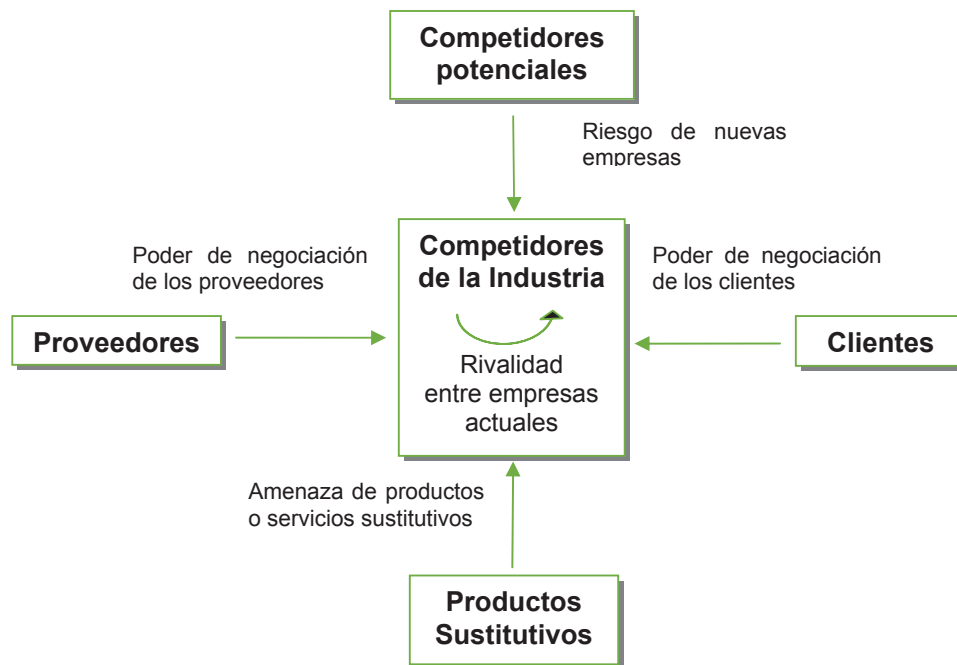 Competidores
potenciales
Riesgo de nuevas
empresas
Competidores
de la Industria
Rivalidad
entre empresas
actuales
Poder de negociación
de los proveedores
Poder de negociación
de los clientes
Proveedores
Clientes
Amenaza de productos
o servicios sustitutivos
Productos
Sustitutivos